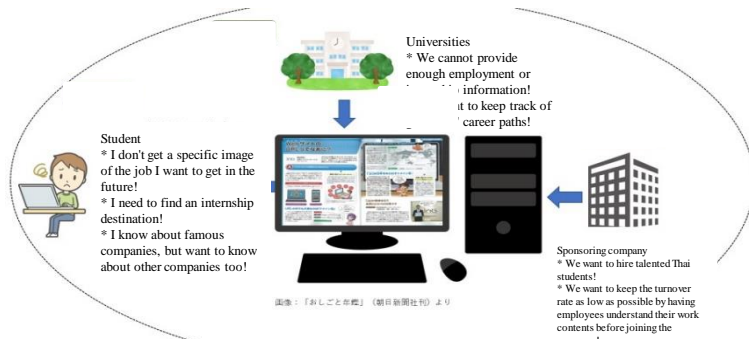 Universities
* We cannot provide
enough employment or
information!
to keep track of
career paths!
Student
* I don't get a specific image
of the job I want to get in the
future!
* I need to find an internship
destination!
* I know about famous
companies, but want to know
about other companies too!
Sponsoring company
* We want to hire talented Thai
students!
* We want to keep the turnover
rate as low as possible by having
employees understand their work
contents before joining the
画像:「おしごと年鑑」(朝日新聞社刊)より